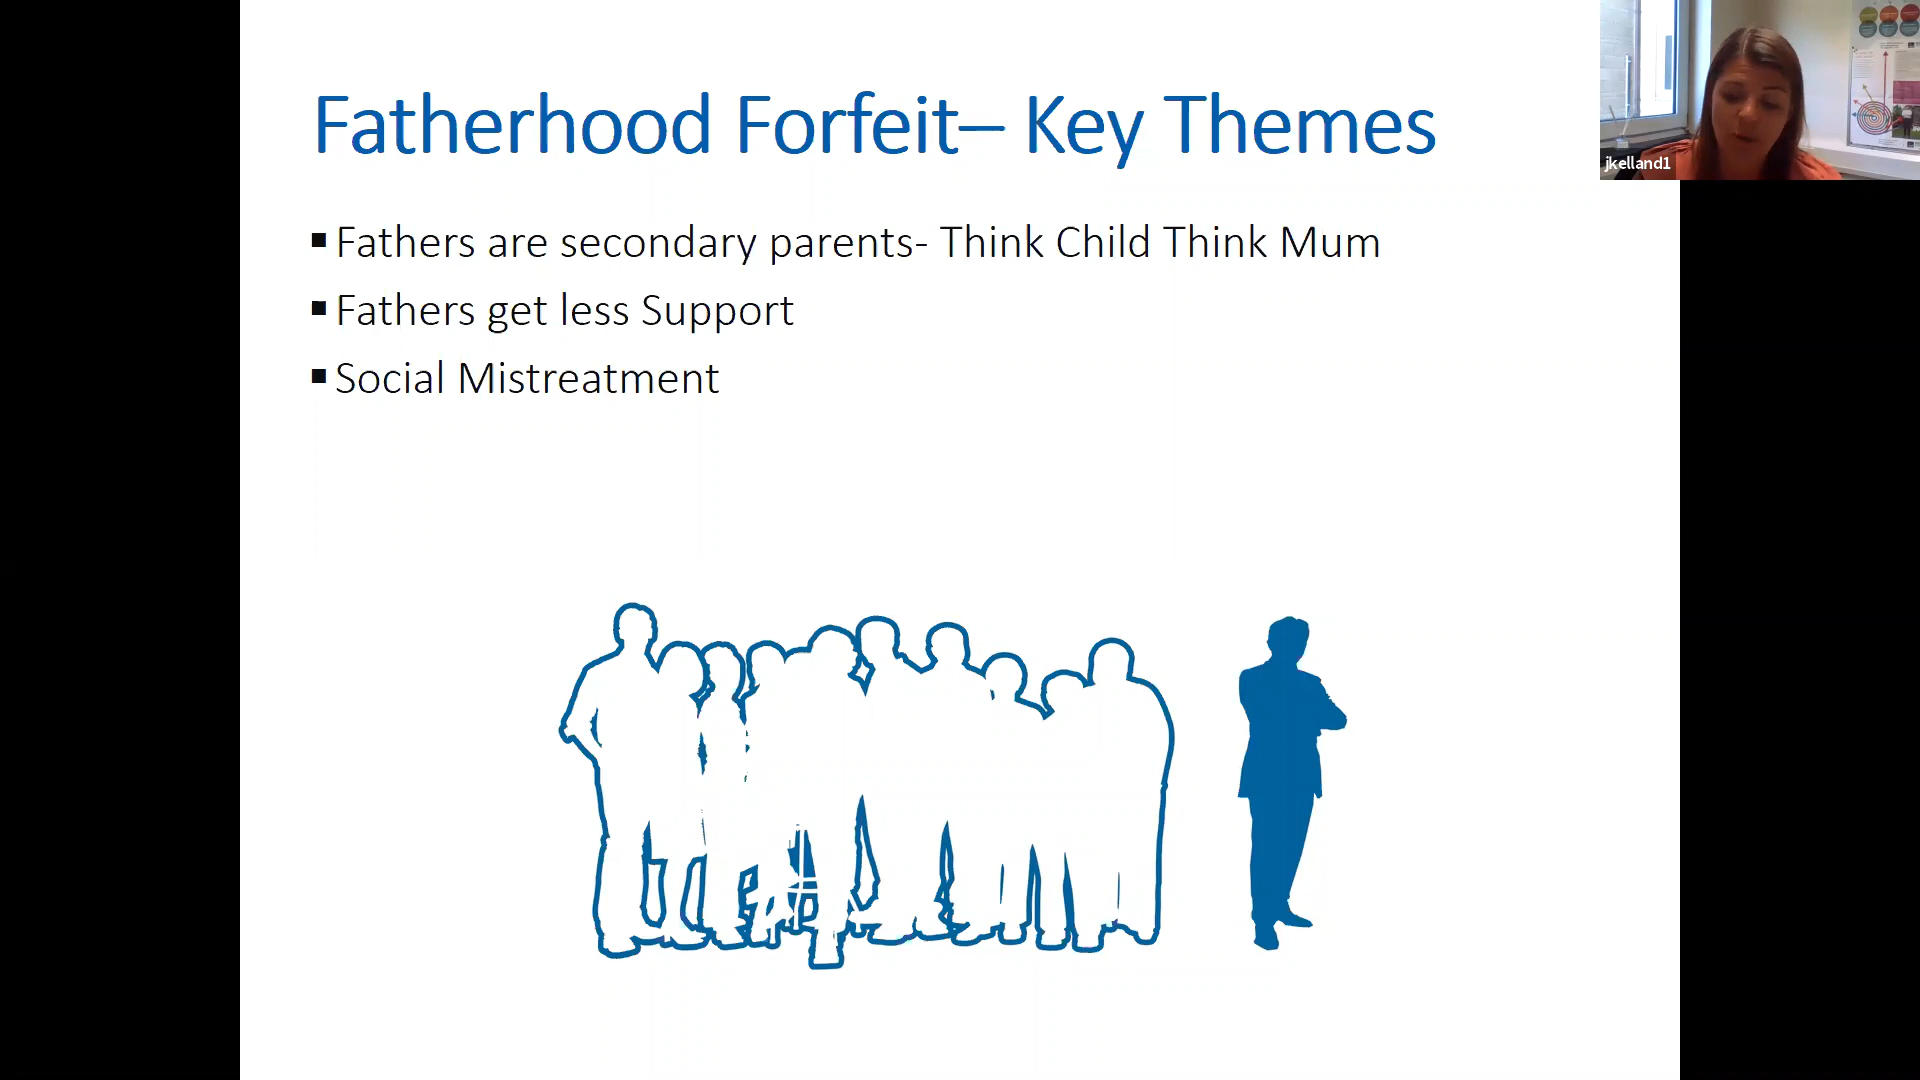 Fatherhood Forfeit– Key Themes
jkelland1
▪Fathers are secondary parents- Think Child Think Mum
▪Fathers get less Support
▪Social Mistreatment